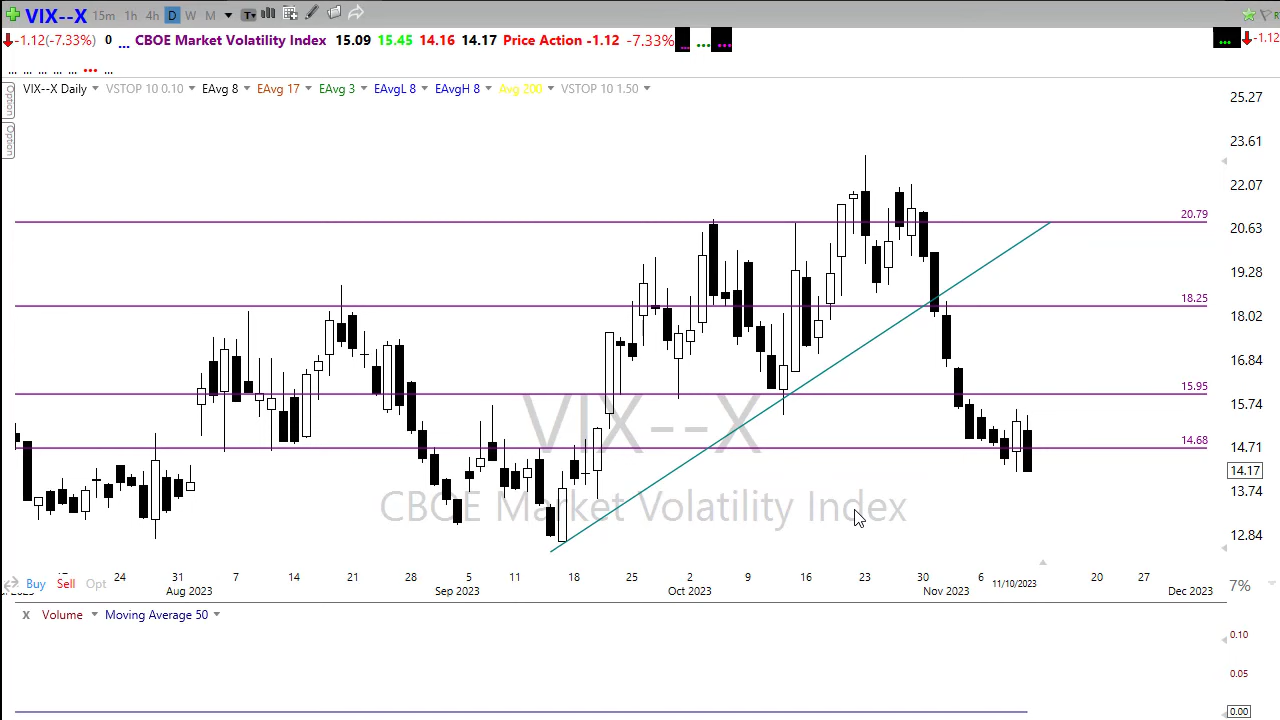 VIX--X 15m 1h 4h D W M
-1.12(-7.33%) 0 ... CBOE Market Volatility Index 15.09 15.45 14.16 14.17 Price Action -1.12 -7.33% ... ... ... ... -1.12
... ... ... ... ... ... ...
VIX--X Daily VSTOP 10 0.10 EAvg 8 EAvg 17 EAvg 3 EAvgL 8 EAvgH 8 Avg 200 VSTOP 10 1.50
Option
Option
25.27
23.61
22.07
20.79
20.63
19.28
18.25
18.02
16.84
15.95
15.74
14.68
14.71
14.17
13.74
12.84
VIX--X
CBOE Market Volatility Index
24 31 7 14 21 28 5 11 18 25 2 9 16 23 30 6 11/10/2023 20 27
Aug 2023 Sep 2023 Oct 2023 Nov 2023 Dec 2023
Buy Sell Opt
7%
X Volume Moving Average 50
0.10
0.05
0.00